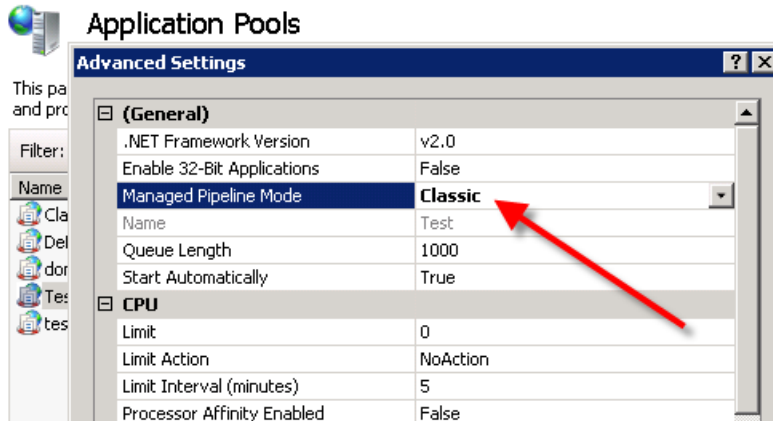 Application Pools
Advanced Settings
This pa
and pro
(General)
.NET Framework Version v2.0
Filter:
Enable 32-Bit Applications False
Name
Managed Pipeline Mode Classic
Cla
Name Test
Del
Queue Length 1000
dor
Start Automatically True
Tes
CPU
tes
Limit 0
Limit Action NoAction
Limit Interval (minutes) 5
Processor Affinity Enabled False